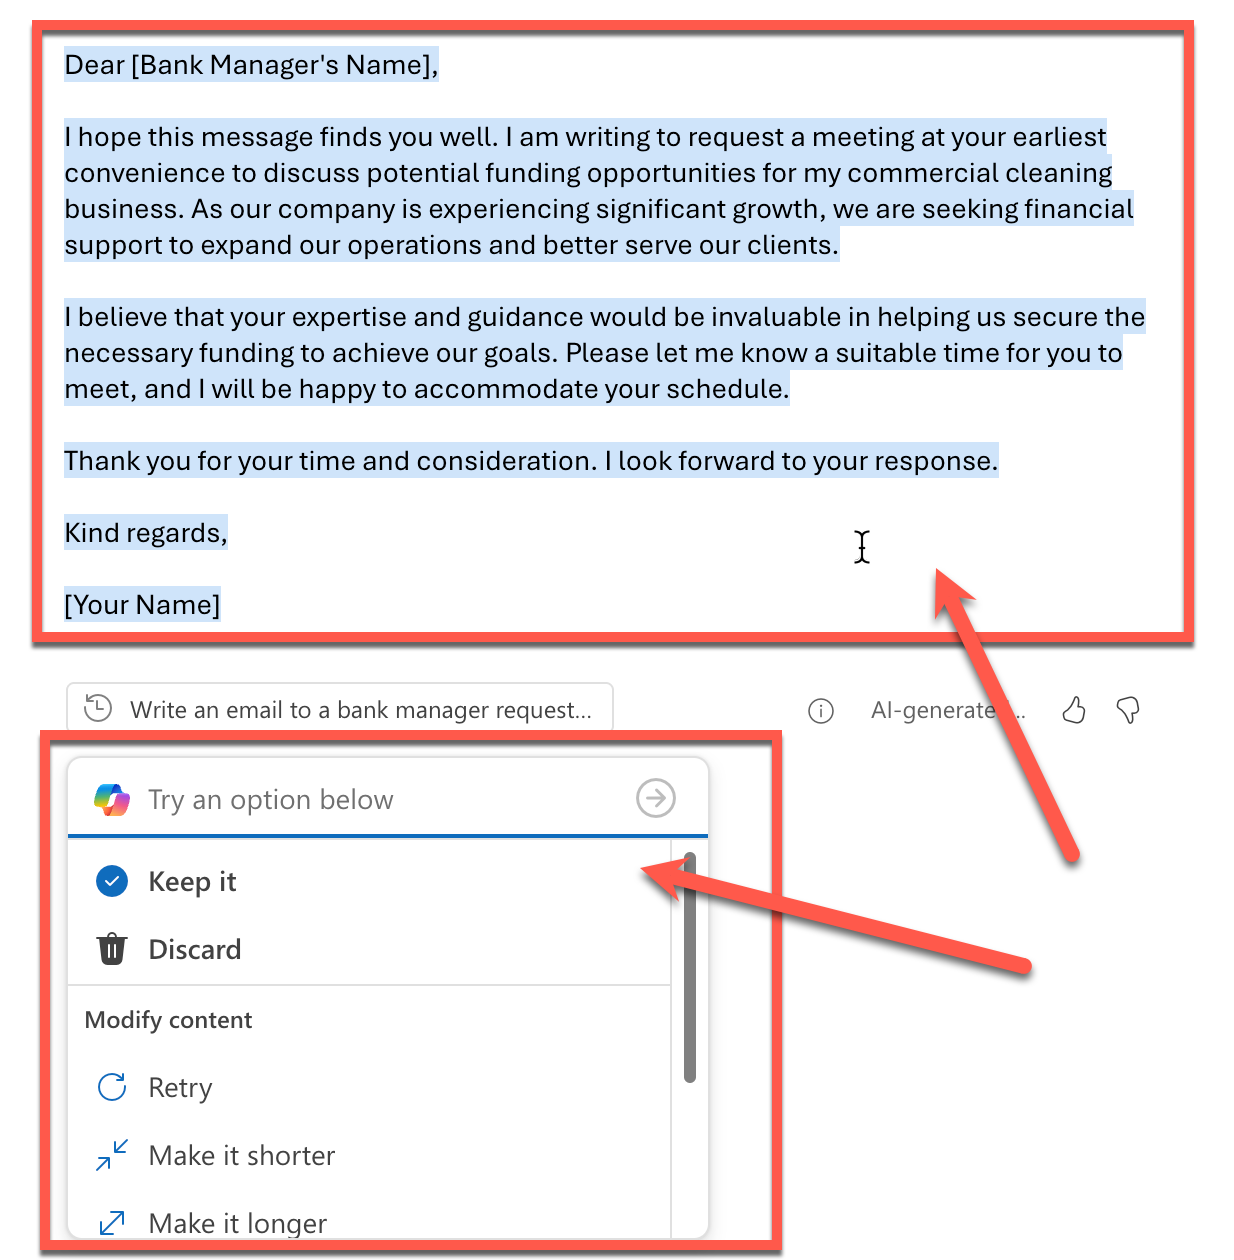 Dear [Bank Manager's Name],
I hope this message finds you well. I am writing to request a meeting at your earliest
convenience to discuss potential funding opportunities for my commercial cleaning
business. As our company is experiencing significant growth, we are seeking financial
support to expand our operations and better serve our clients.
I believe that your expertise and guidance would be invaluable in helping us secure the
necessary funding to achieve our goals. Please let me know a suitable time for you to
meet, and I will be happy to accommodate your schedule.
Thank you for your time and consideration. I look forward to your response.
Kind regards,
[Your Name]
Write an email to a bank manager request...
AI-generated...
Try an option below
Keep it
Discard
Modify content
Retry
Make it shorter
Make it longer